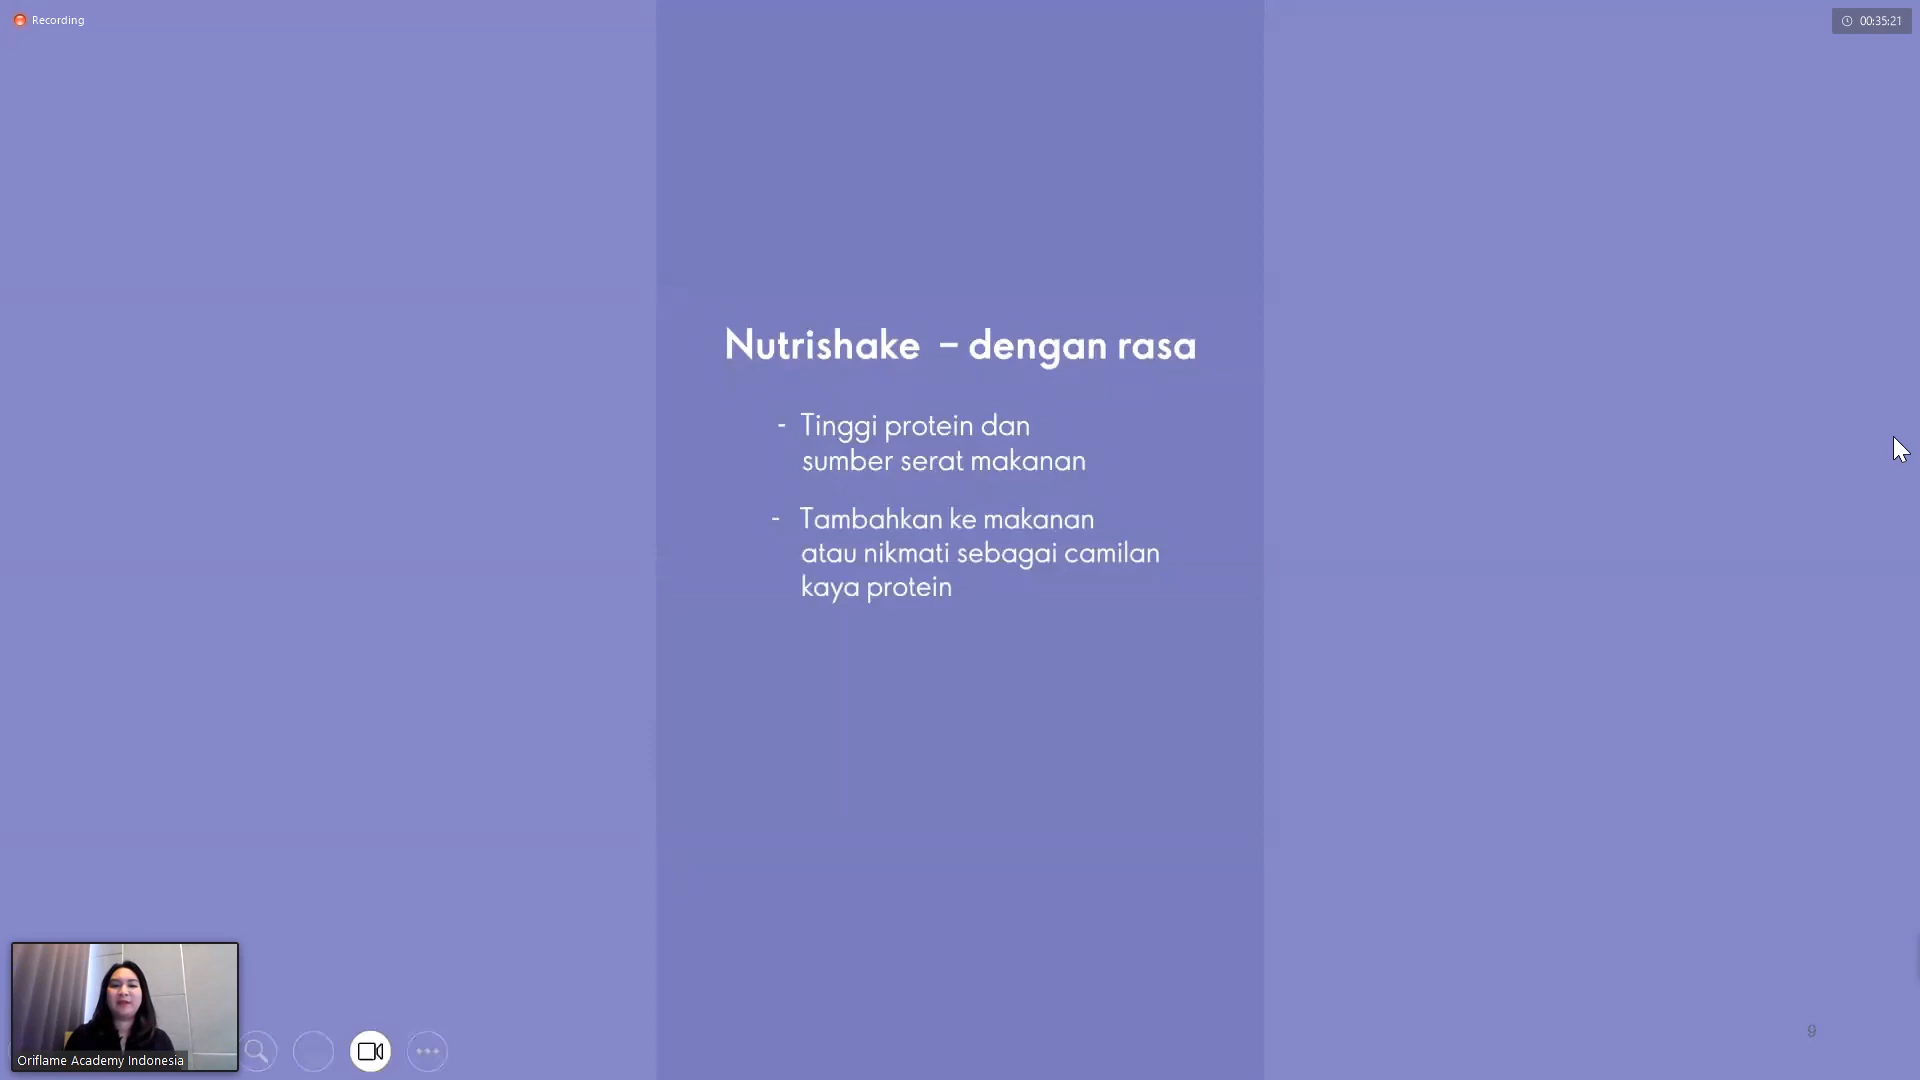 Recording
00:35:21
Nutrishake – dengan rasa
- Tinggi protein dan
sumber serat makanan
- Tambahkan ke makanan
atau nikmati sebagai camilan
kaya protein
Oriflame Academy Indonesia
9